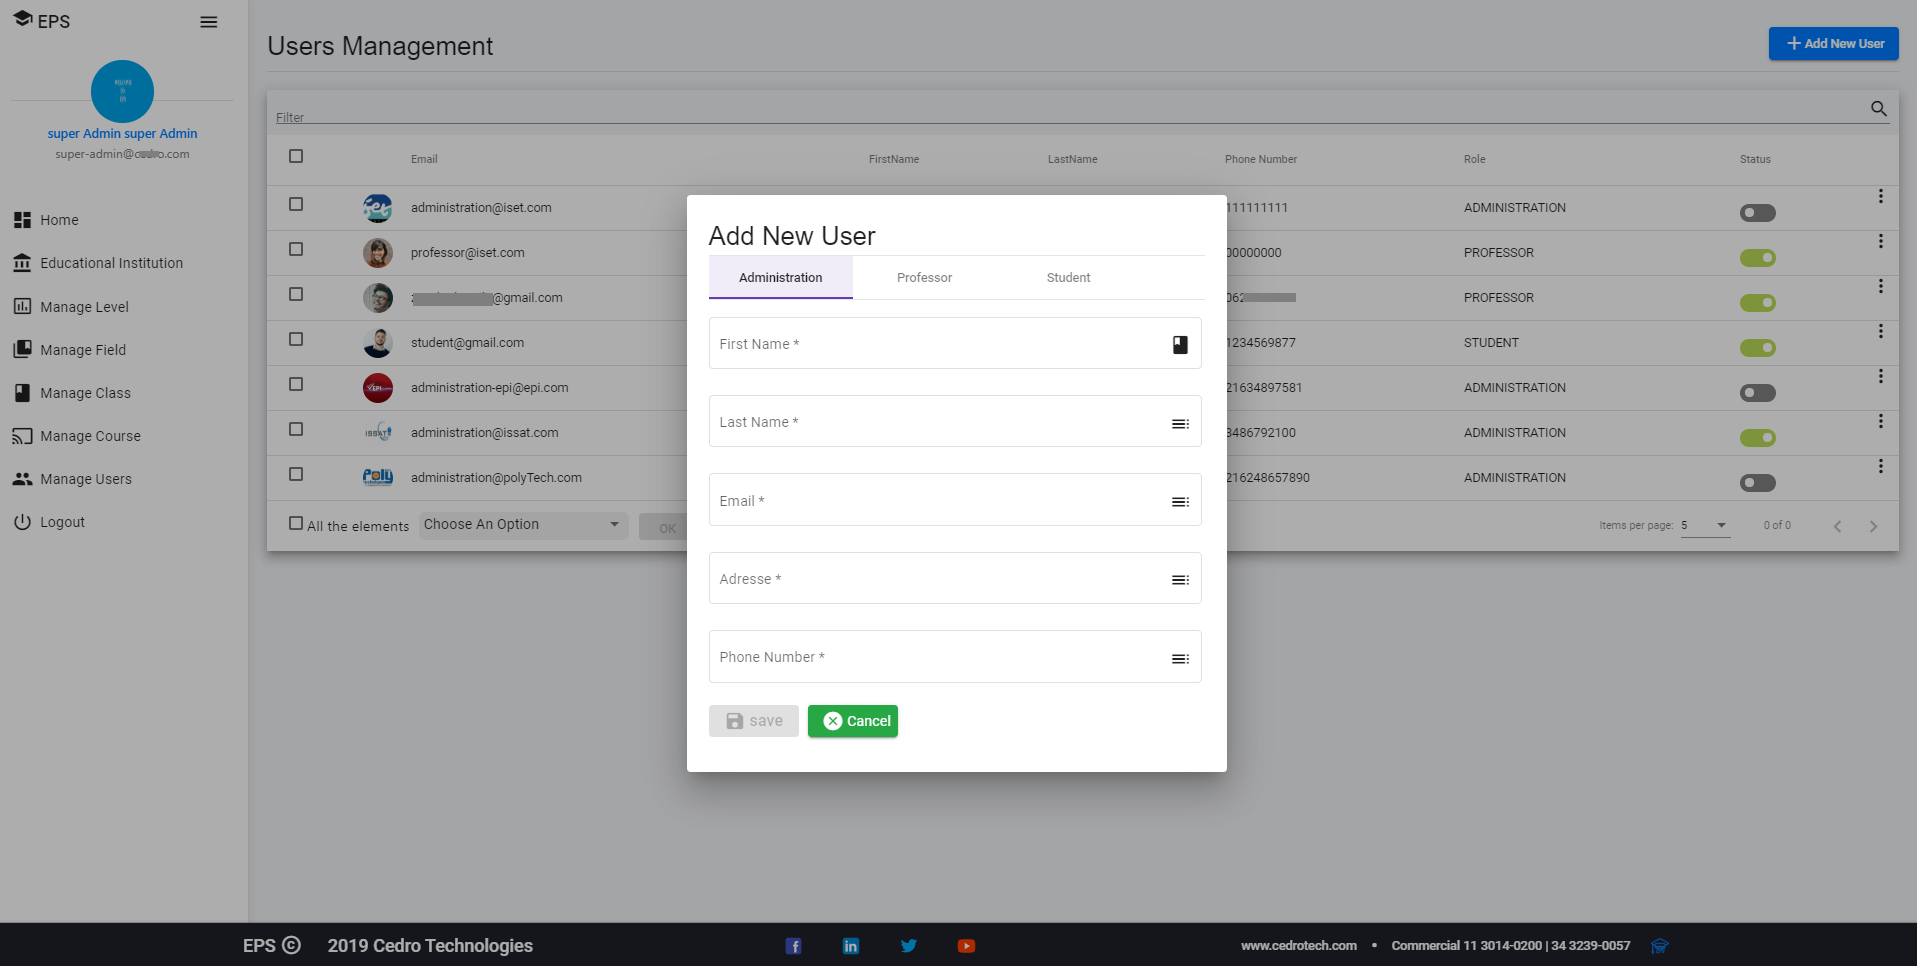 EPS
super Admin super Admin
super-admin@cedro.com
Home
Educational Institution
Manage Level
Manage Field
Manage Class
Manage Course
Manage Users
Logout
Users Management
Add New User
Filter
Email FirstName LastName Phone Number Role Status
administration@iset.com 111111111 ADMINISTRATION
professor@iset.com 00000000 PROFESSOR
@gmail.com 062 PROFESSOR
student@gmail.com 1234569877 STUDENT
administration-epi@epi.com 21634897581 ADMINISTRATION
administration@issat.com 3486792100 ADMINISTRATION
administration@polyTech.com 216248657890 ADMINISTRATION
All the elements Choose An Option OK
Items per page: 5 0 of 0
Add New User
Administration Professor Student
First Name *
Last Name *
Email *
Adresse *
Phone Number *
save Cancel
EPS © 2019 Cedro Technologies
www.cedrotech.com • Commercial 11 3014-0200 | 34 3239-0057